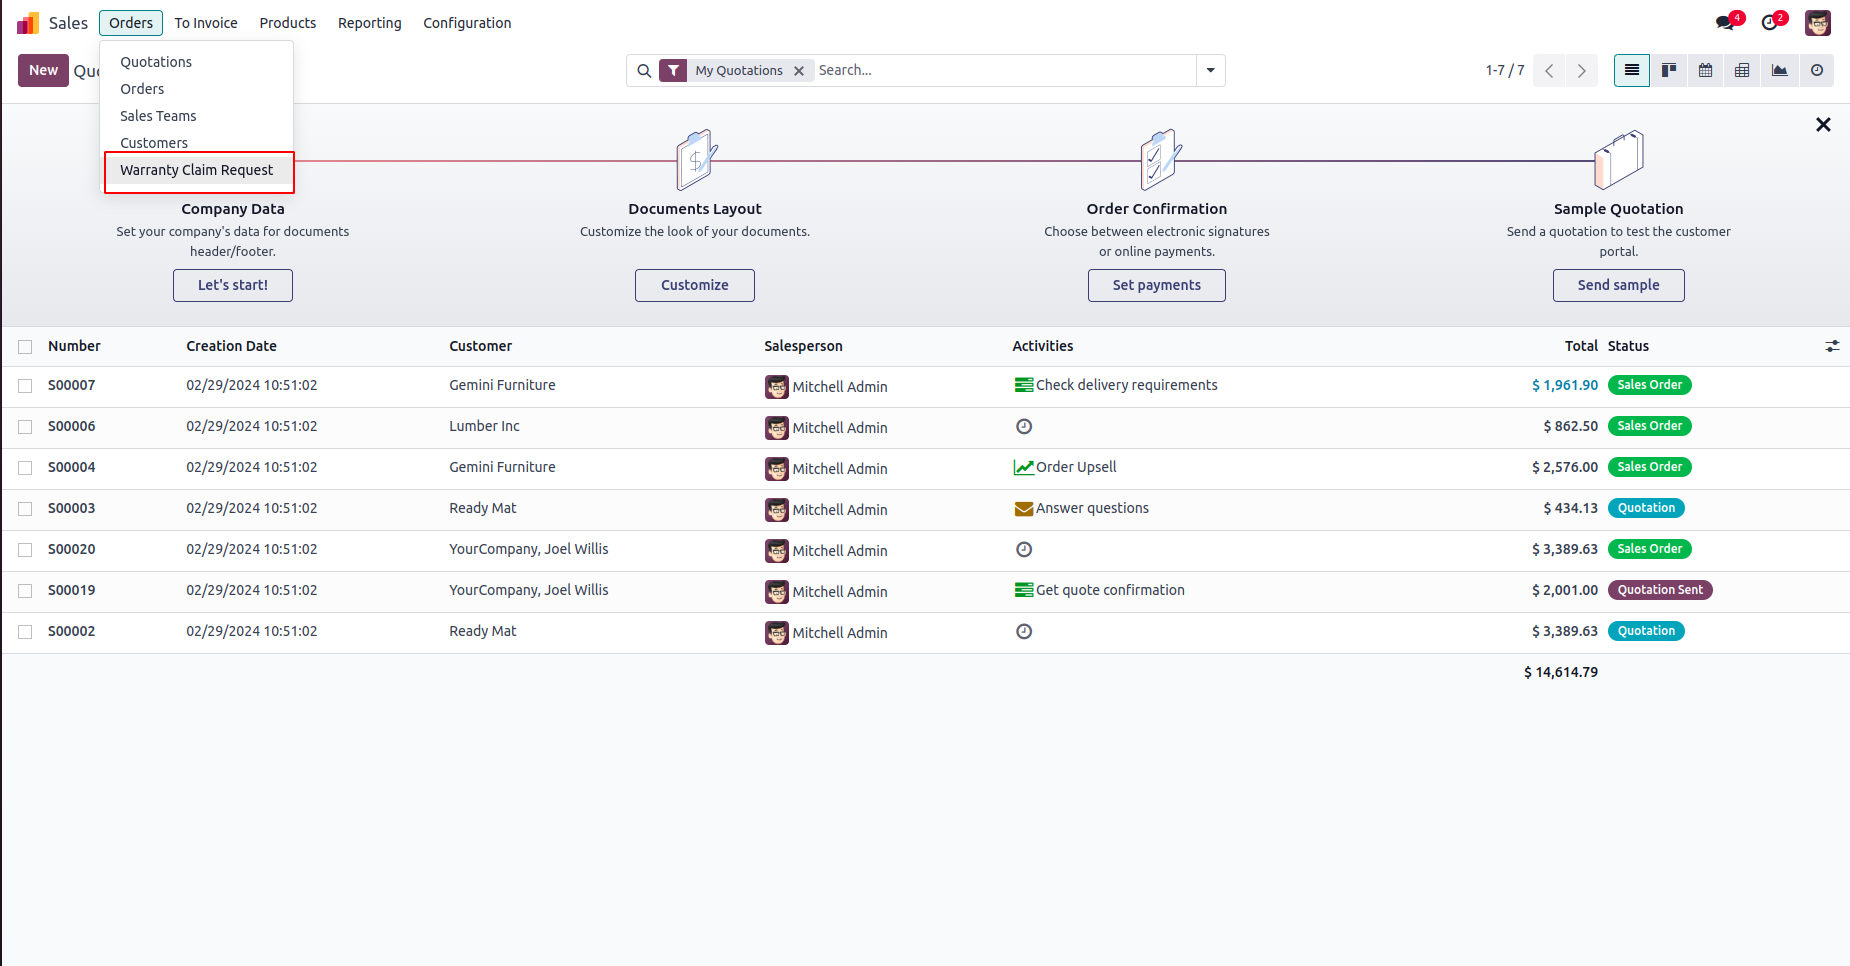 Sales Orders To Invoice Products Reporting Configuration 4 2
New Quo My Quotations Search... 1-7 / 7
Quotations
Orders
Sales Teams
Customers
Warranty Claim Request
Company Data
Set your company's data for documents
header/footer.
Let's start!
$
Documents Layout
Customize the look of your documents.
Customize
Order Confirmation
Choose between electronic signatures
or online payments.
Set payments
Sample Quotation
Send a quotation to test the customer
portal.
Send sample
Number Creation Date Customer Salesperson Activities Total Status
S00007 02/29/2024 10:51:02 Gemini Furniture Mitchell Admin Check delivery requirements $ 1,961.90 Sales Order
S00006 02/29/2024 10:51:02 Lumber Inc Mitchell Admin $ 862.50 Sales Order
S00004 02/29/2024 10:51:02 Gemini Furniture Mitchell Admin Order Upsell $ 2,576.00 Sales Order
S00003 02/29/2024 10:51:02 Ready Mat Mitchell Admin Answer questions $ 434.13 Quotation
S00020 02/29/2024 10:51:02 YourCompany, Joel Willis Mitchell Admin $ 3,389.63 Sales Order
S00019 02/29/2024 10:51:02 YourCompany, Joel Willis Mitchell Admin Get quote confirmation $ 2,001.00 Quotation Sent
S00002 02/29/2024 10:51:02 Ready Mat Mitchell Admin $ 3,389.63 Quotation
$ 14,614.79